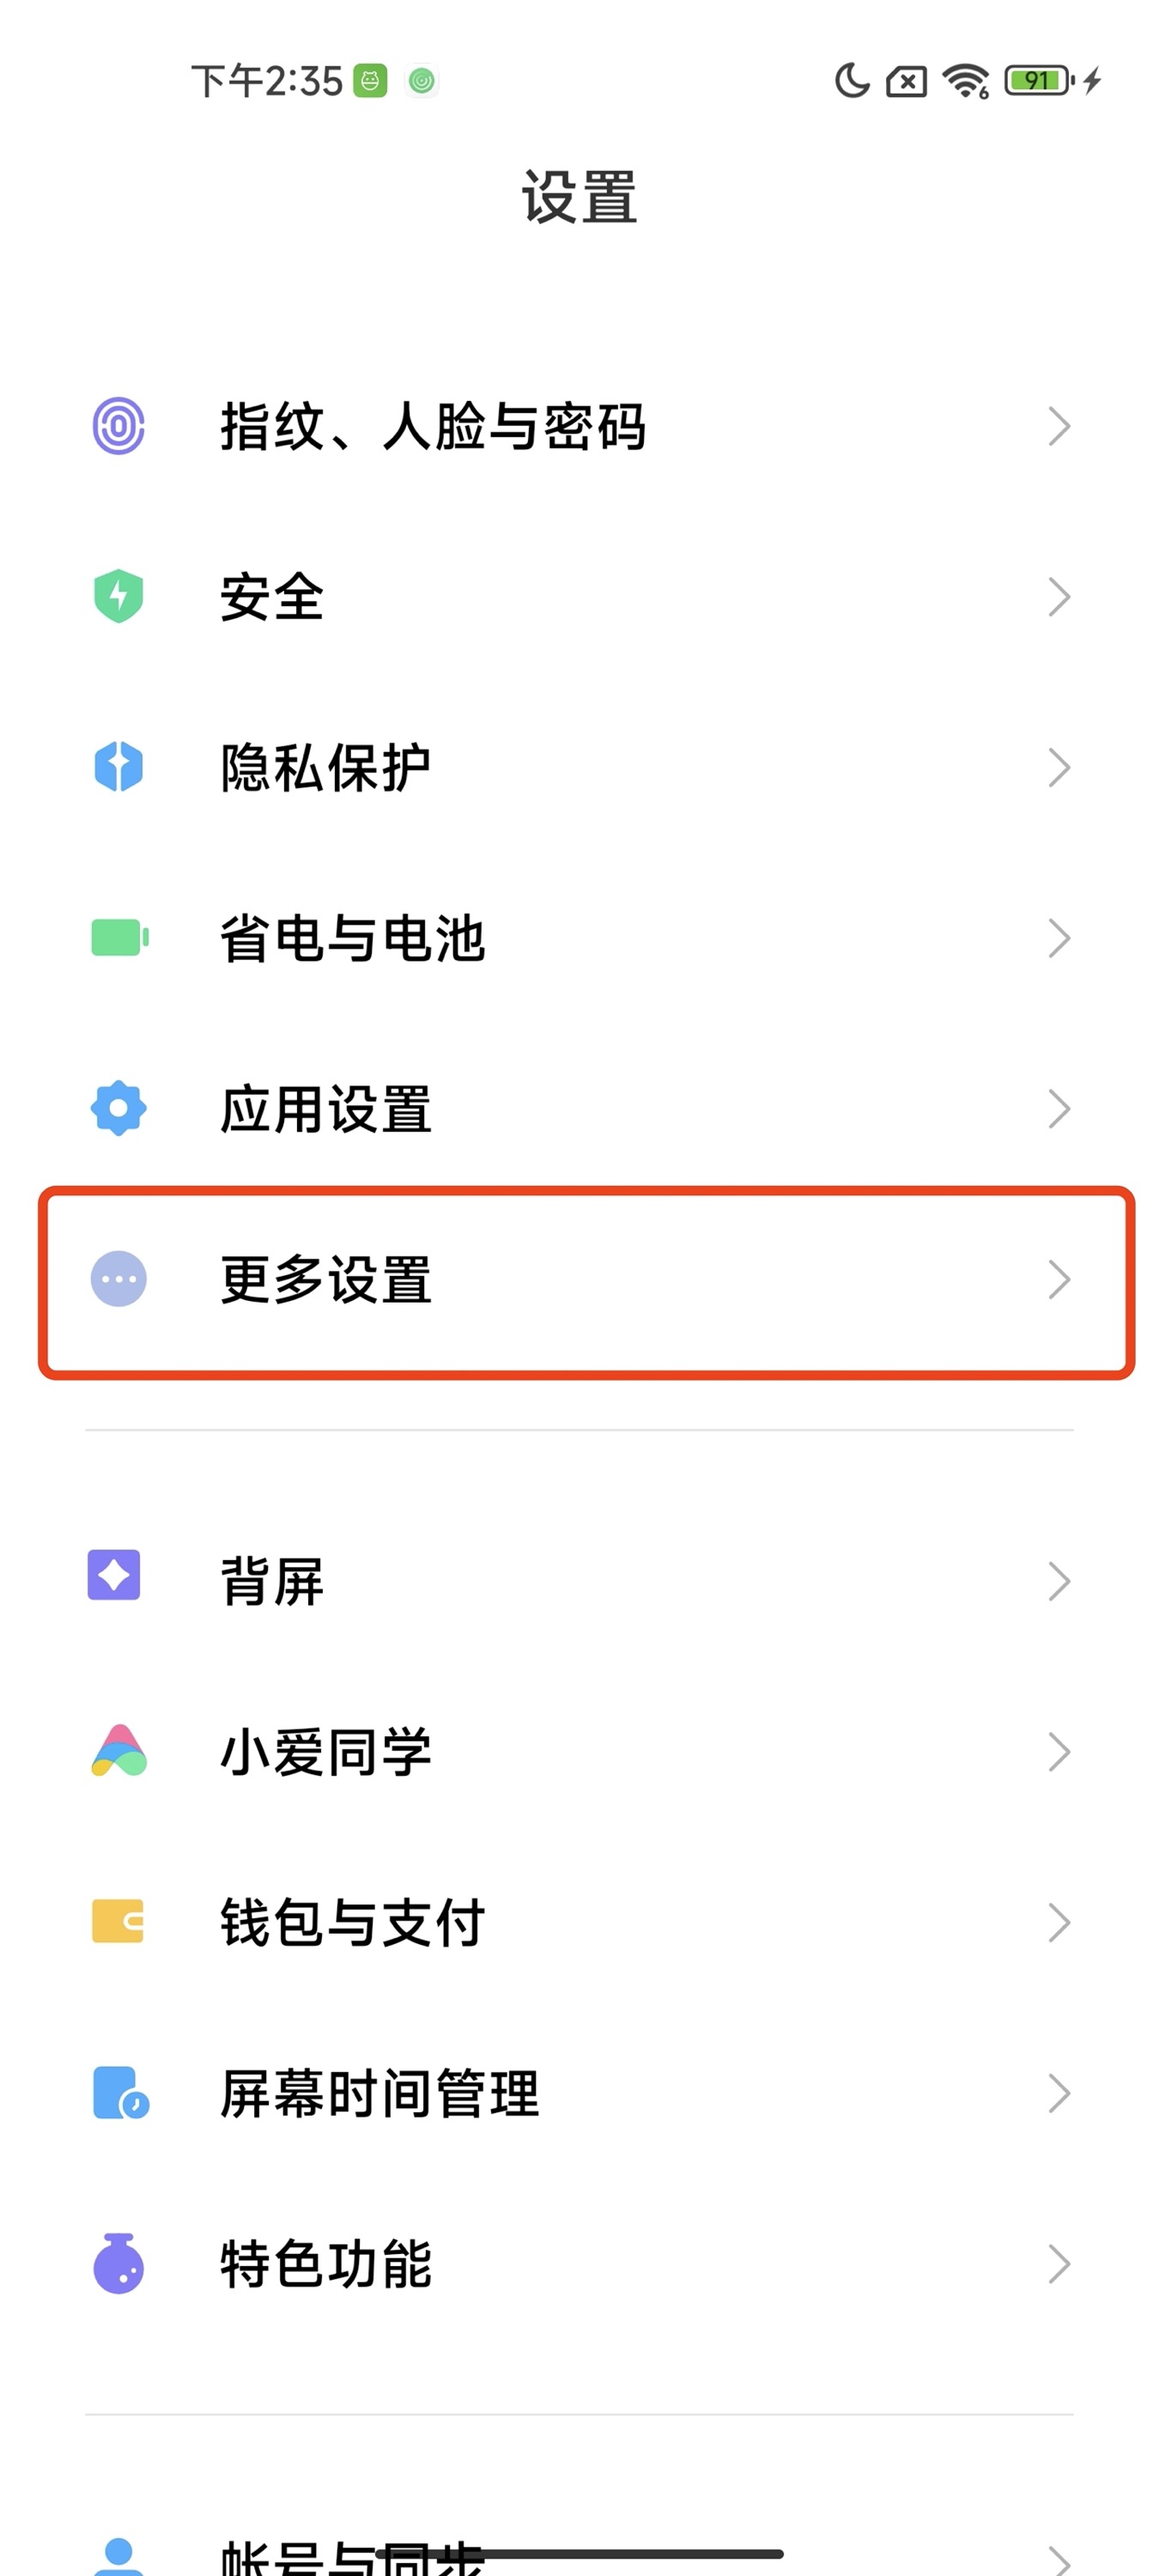 下午2:35
6
91
设置
指纹、人脸与密码
安全
隐私保护
省电与电池
应用设置
更多设置
背屏
小爱同学
钱包与支付
屏幕时间管理
特色功能
帐号与同步